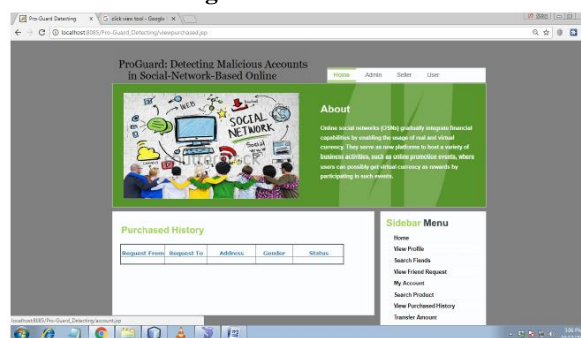 Pro-Guard Detecting
click view tool - Google
localhost:8085/Pro-Guard_Detecting/viewpurchased.jsp
ProGuard: Detecting Malicious Accounts
in Social-Network-Based Online
Home Admin Seller User
WEB
SOCIAL
NETWORK
Social
About
Online social networks (OSNs) gradually integrate financial
capabilities by enabling the usage of real and virtual
currency. They serve as new platforms to host a variety of
business activities, such as online promotion events, where
users can possibly get virtual currency as rewards by
participating in such events.
Purchased History
Request From Request To Address Gender Status
Sidebar Menu
Home
View Profile
Search Fiends
View Friend Request
My Account
Search Product
View Purchased History
Transfer Amount
localhost:8085/Pro-Guard_Detecting/account.jsp